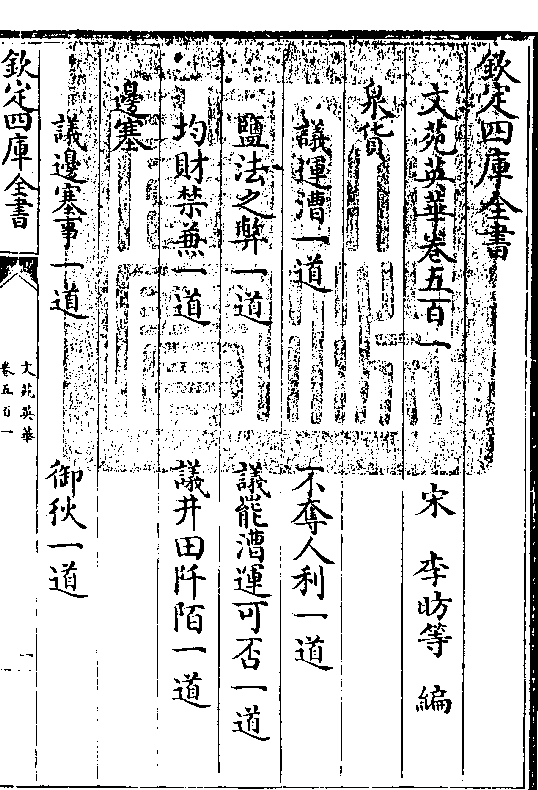 欽定四庫全書
文苑英華卷五百一
宋 李昉等 編
泉貨
議運漕一道 不奪人利一道
鹽法之弊一道 議罷漕運可否一道
均財禁兼一道 議井田阡陌一道
邊塞
議邊塞事一道 御狄一道
欽定四庫全書
文苑英華
卷五百一
一